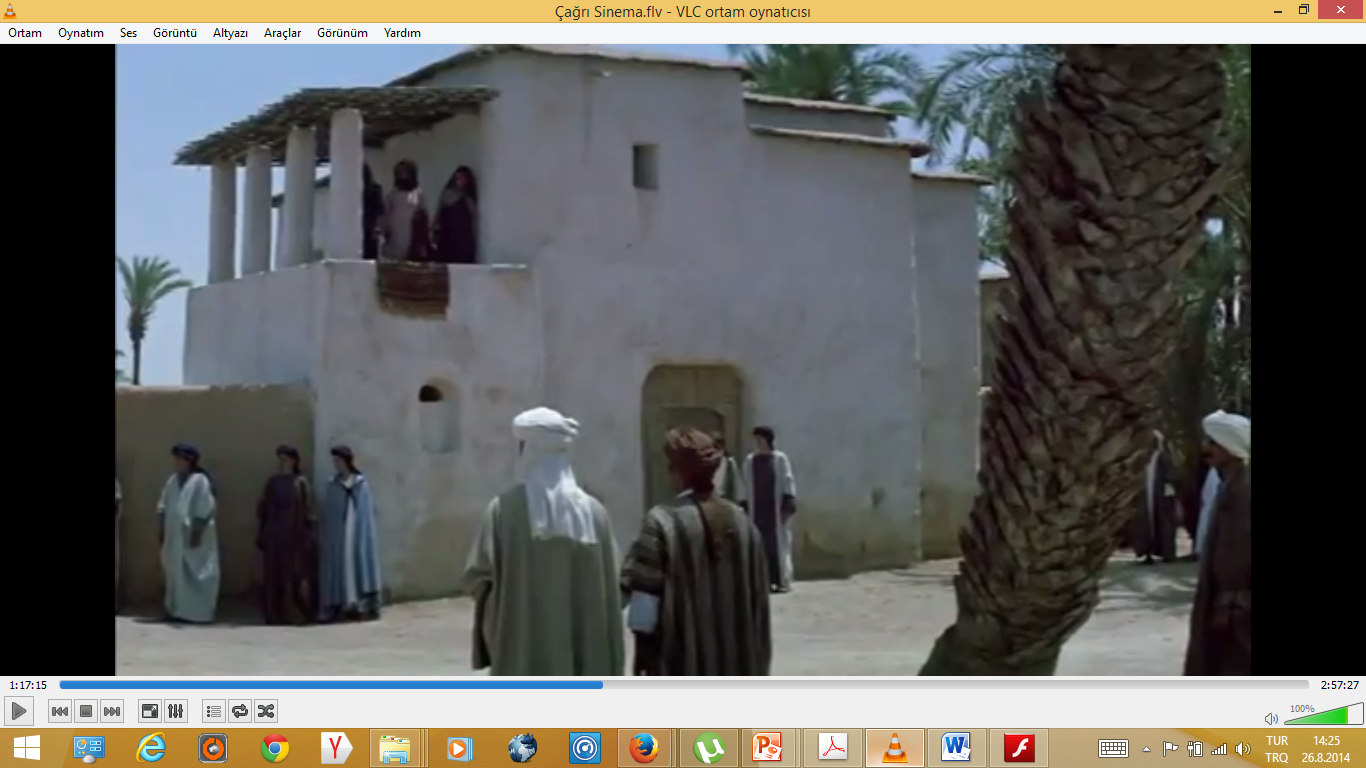 Çağrı Sinema.flv - VLC ortam oynatıcısı
Ortam Oynatım Ses Görüntü Altyazı Araçlar Görünüm Yardım
1:17:15 2:57:27
100%
TUR 14:25
TRQ 26.8.2014